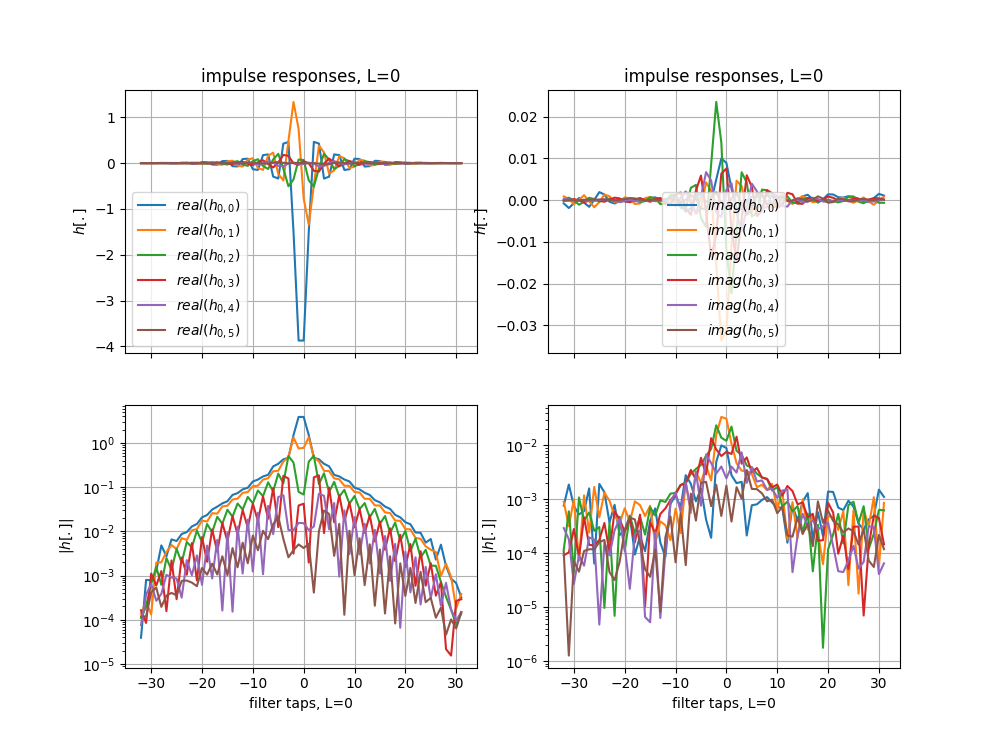 impulse responses, L=0
h[.]
1
0
−1
−2
−3
−4
real(h0,0)
real(h0,1)
real(h0,2)
real(h0,3)
real(h0,4)
real(h0,5)
impulse responses, L=0
h[.]
0.02
0.01
0.00
−0.01
−0.02
−0.03
imag(h0,0)
imag(h0,1)
imag(h0,2)
imag(h0,3)
imag(h0,4)
imag(h0,5)
|h[.]|
10^0
10^−1
10^−2
10^−3
10^−4
10^−5
−30 −20 −10 0 10 20 30
filter taps, L=0
|h[.]|
10^−2
10^−3
10^−4
10^−5
10^−6
−30 −20 −10 0 10 20 30
filter taps, L=0